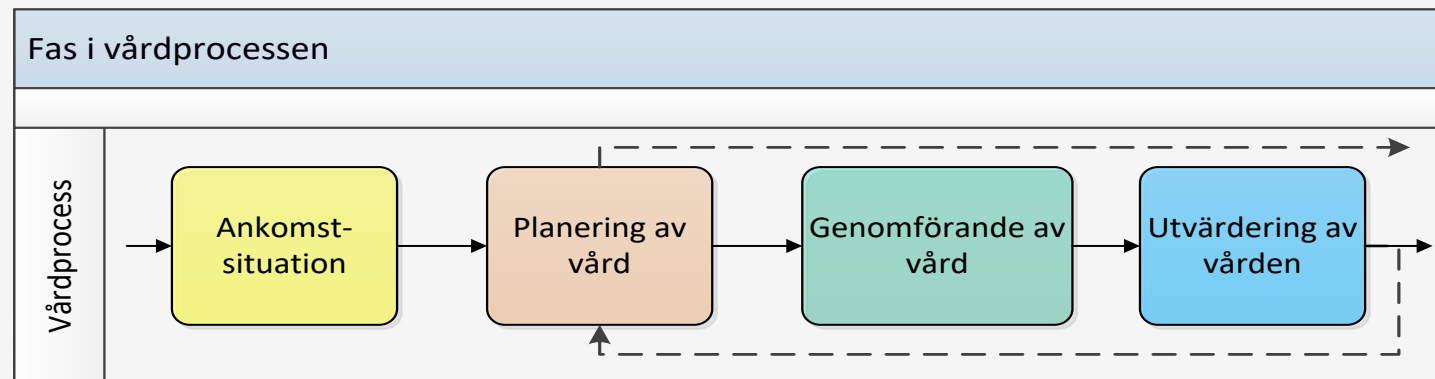 Fas i vårdprocessen
Vårdprocess
Ankomst-
situation
Planering av
vård
Genomförande av
vård
Utvärdering av
vården